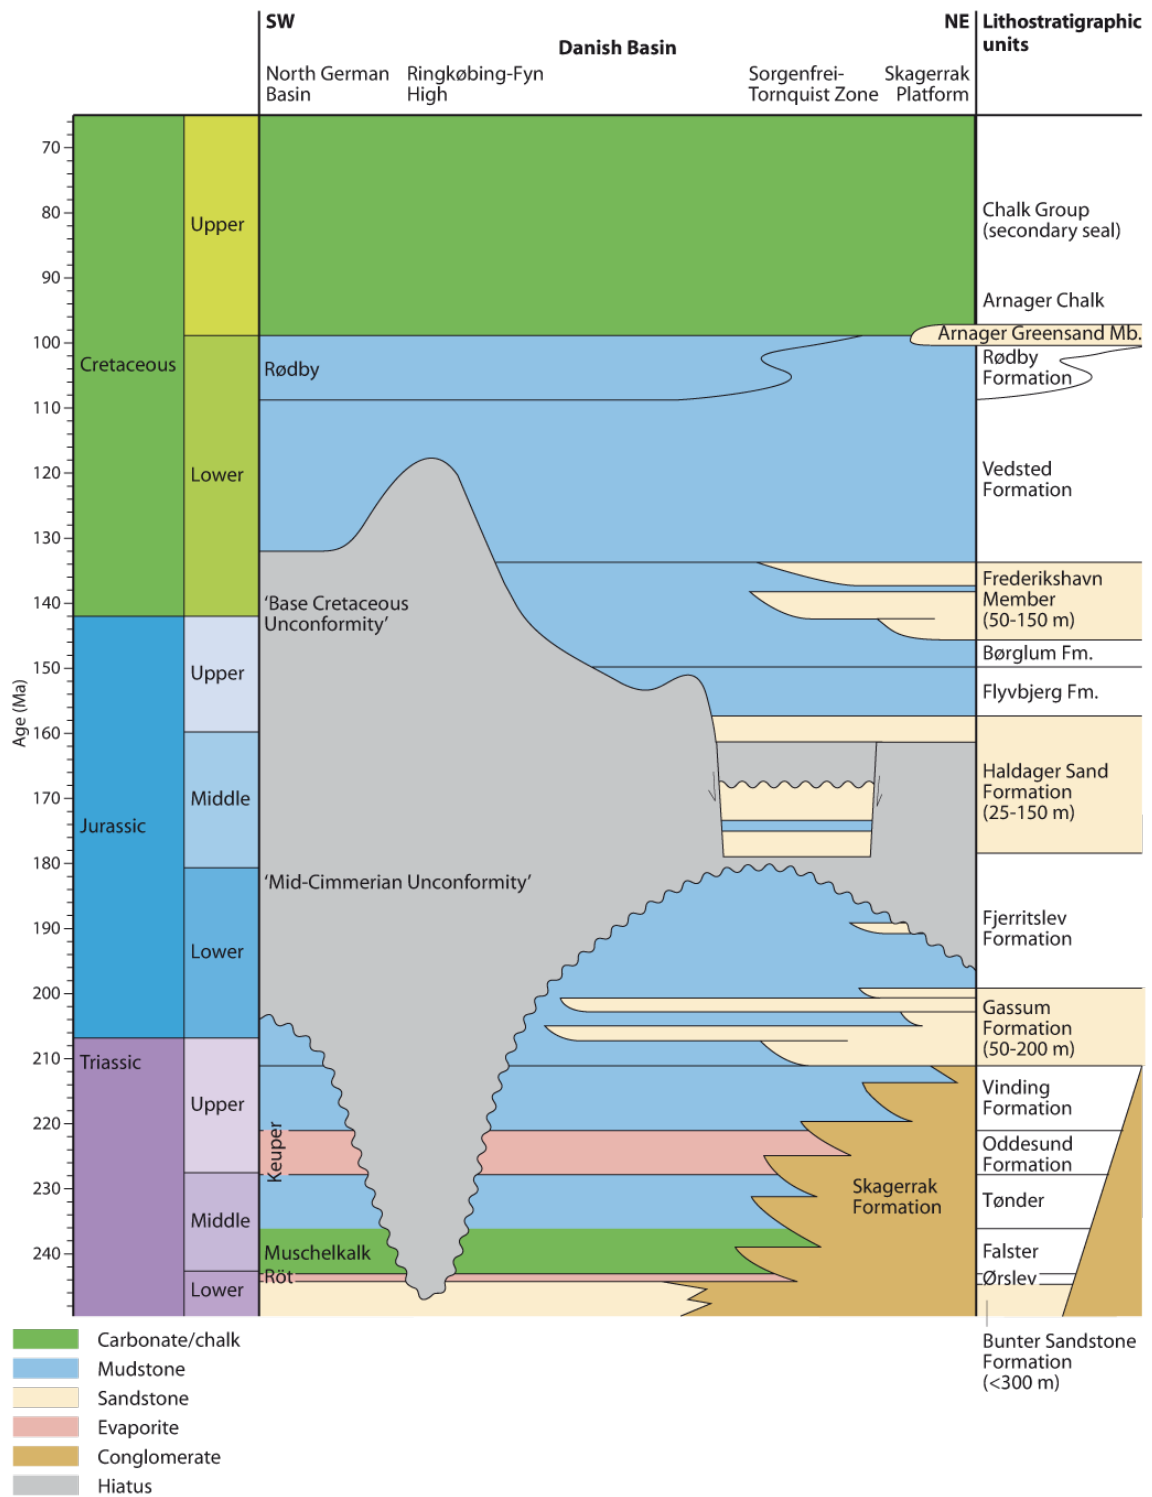 SW
NE
Lithostratigraphic
units
Danish Basin
North German
Basin
Ringkøbing-Fyn
High
Sorgenfrei-
Tornquist Zone
Skagerrak
Platform
Age (Ma)
70
80
90
100
110
120
130
140
150
160
170
180
190
200
210
220
230
240
Cretaceous
Jurassic
Triassic
Upper
Lower
Upper
Middle
Lower
Upper
Middle
Lower
Rødby
'Base Cretaceous
Unconformity'
'Mid-Cimmerian Unconformity'
Keuper
Muschelkalk
Röt
Skagerrak
Formation
Chalk Group
(secondary seal)
Arnager Chalk
Arnager Greensand Mb.
Rødby
Formation
Vedsted
Formation
Frederikshavn
Member
(50-150 m)
Børglum Fm.
Flyvbjerg Fm.
Haldager Sand
Formation
(25-150 m)
Fjerritslev
Formation
Gassum
Formation
(50-200 m)
Vinding
Formation
Oddesund
Formation
Tønder
Falster
Ørslev
Bunter Sandstone
Formation
(<300 m)
Carbonate/chalk
Mudstone
Sandstone
Evaporite
Conglomerate
Hiatus